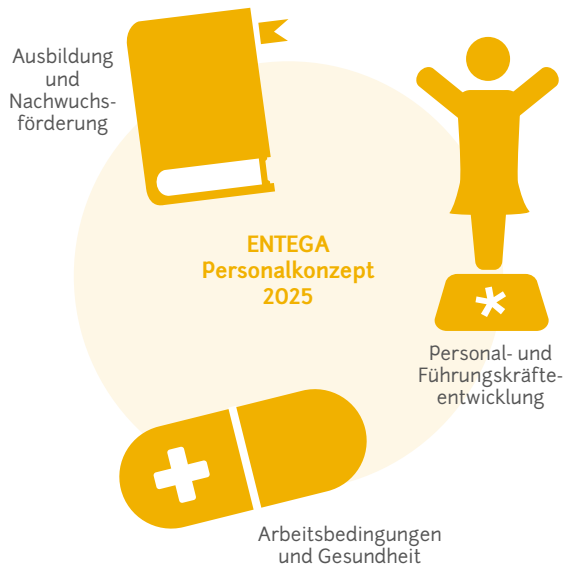 Ausbildung
und
Nachwuchs-
förderung
ENTEGA
Personalkonzept
2025
Personal- und
Führungskräfte-
entwicklung
Arbeitsbedingungen
und Gesundheit